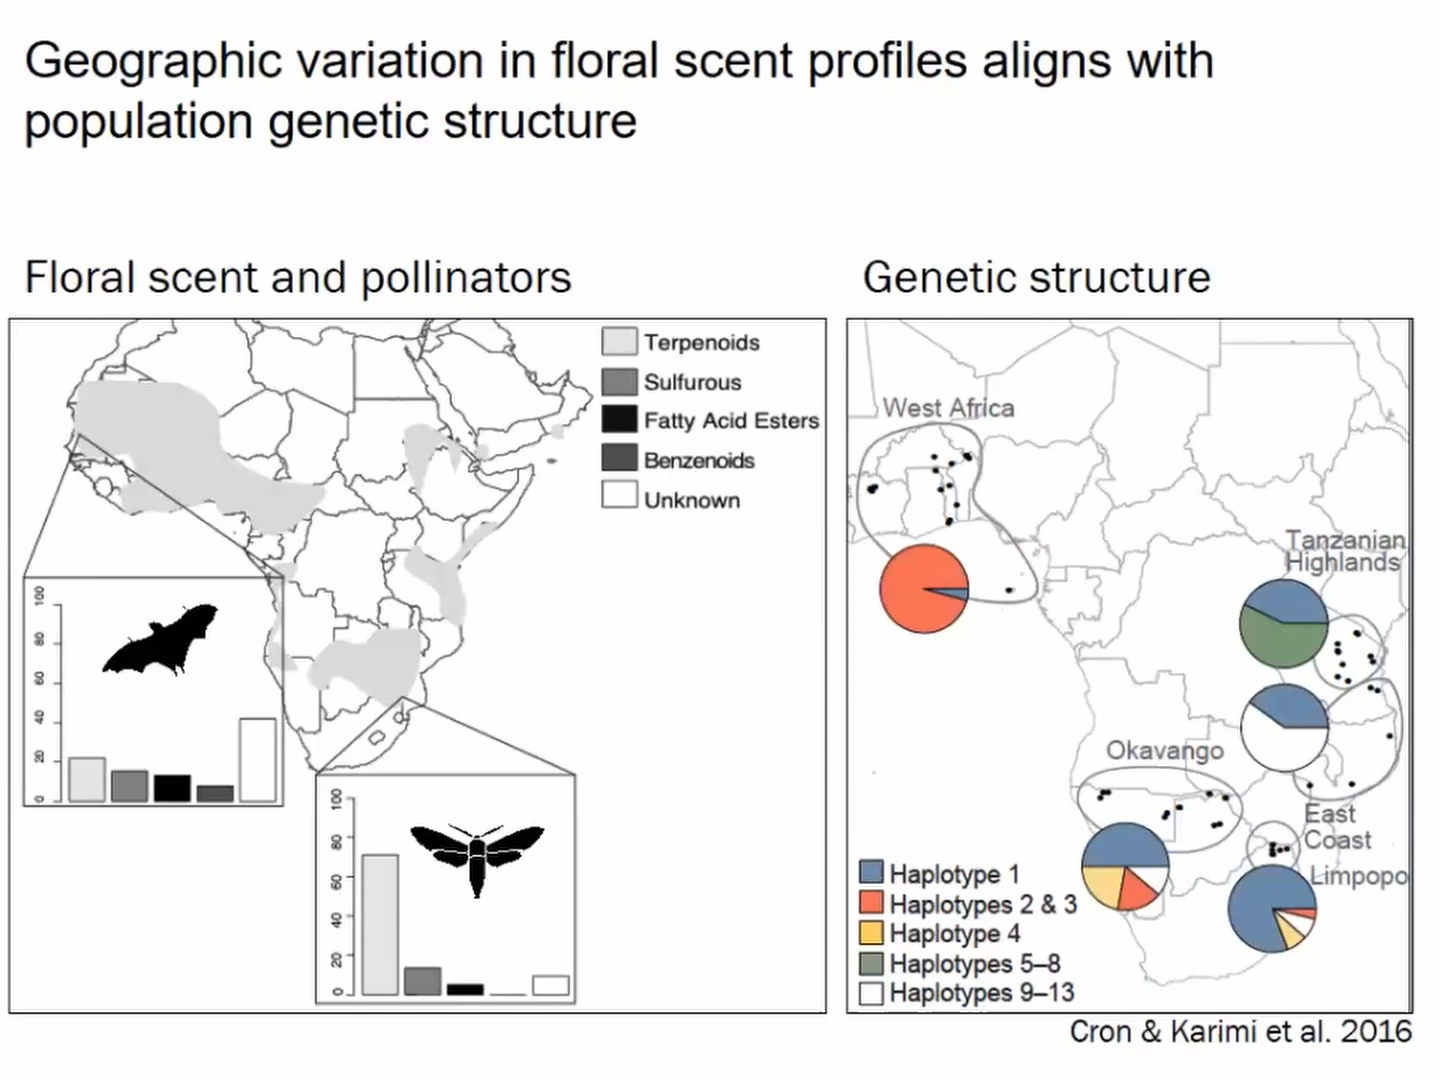 Geographic variation in floral scent profiles aligns with
population genetic structure
Floral scent and pollinators
Terpenoids
Sulfurous
Fatty Acid Esters
Benzenoids
Unknown
100
80
60
40
20
0
100
80
60
40
20
0
Genetic structure
West Africa
Tanzanian
Highlands
Okavango
East
Coast
Limpopo
Haplotype 1
Haplotypes 2 & 3
Haplotype 4
Haplotypes 5–8
Haplotypes 9–13
Cron & Karimi et al. 2016